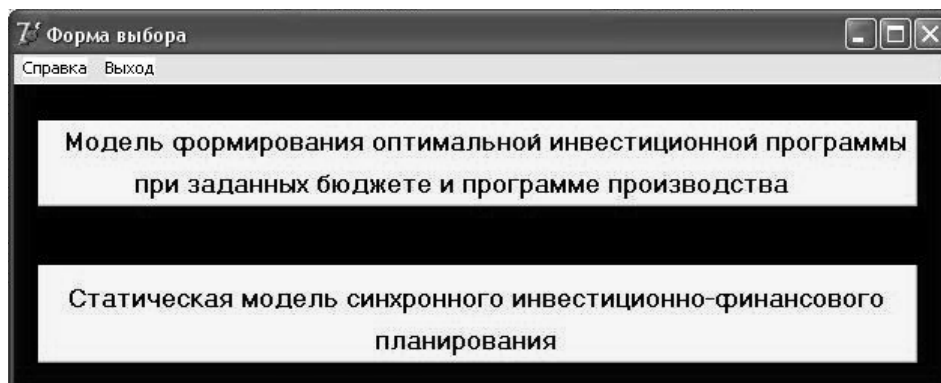 Форма выбора
Справка Выход
Модель формирования оптимальной инвестиционной программы
при заданных бюджете и программе производства
Статическая модель синхронного инвестиционно-финансового
планирования